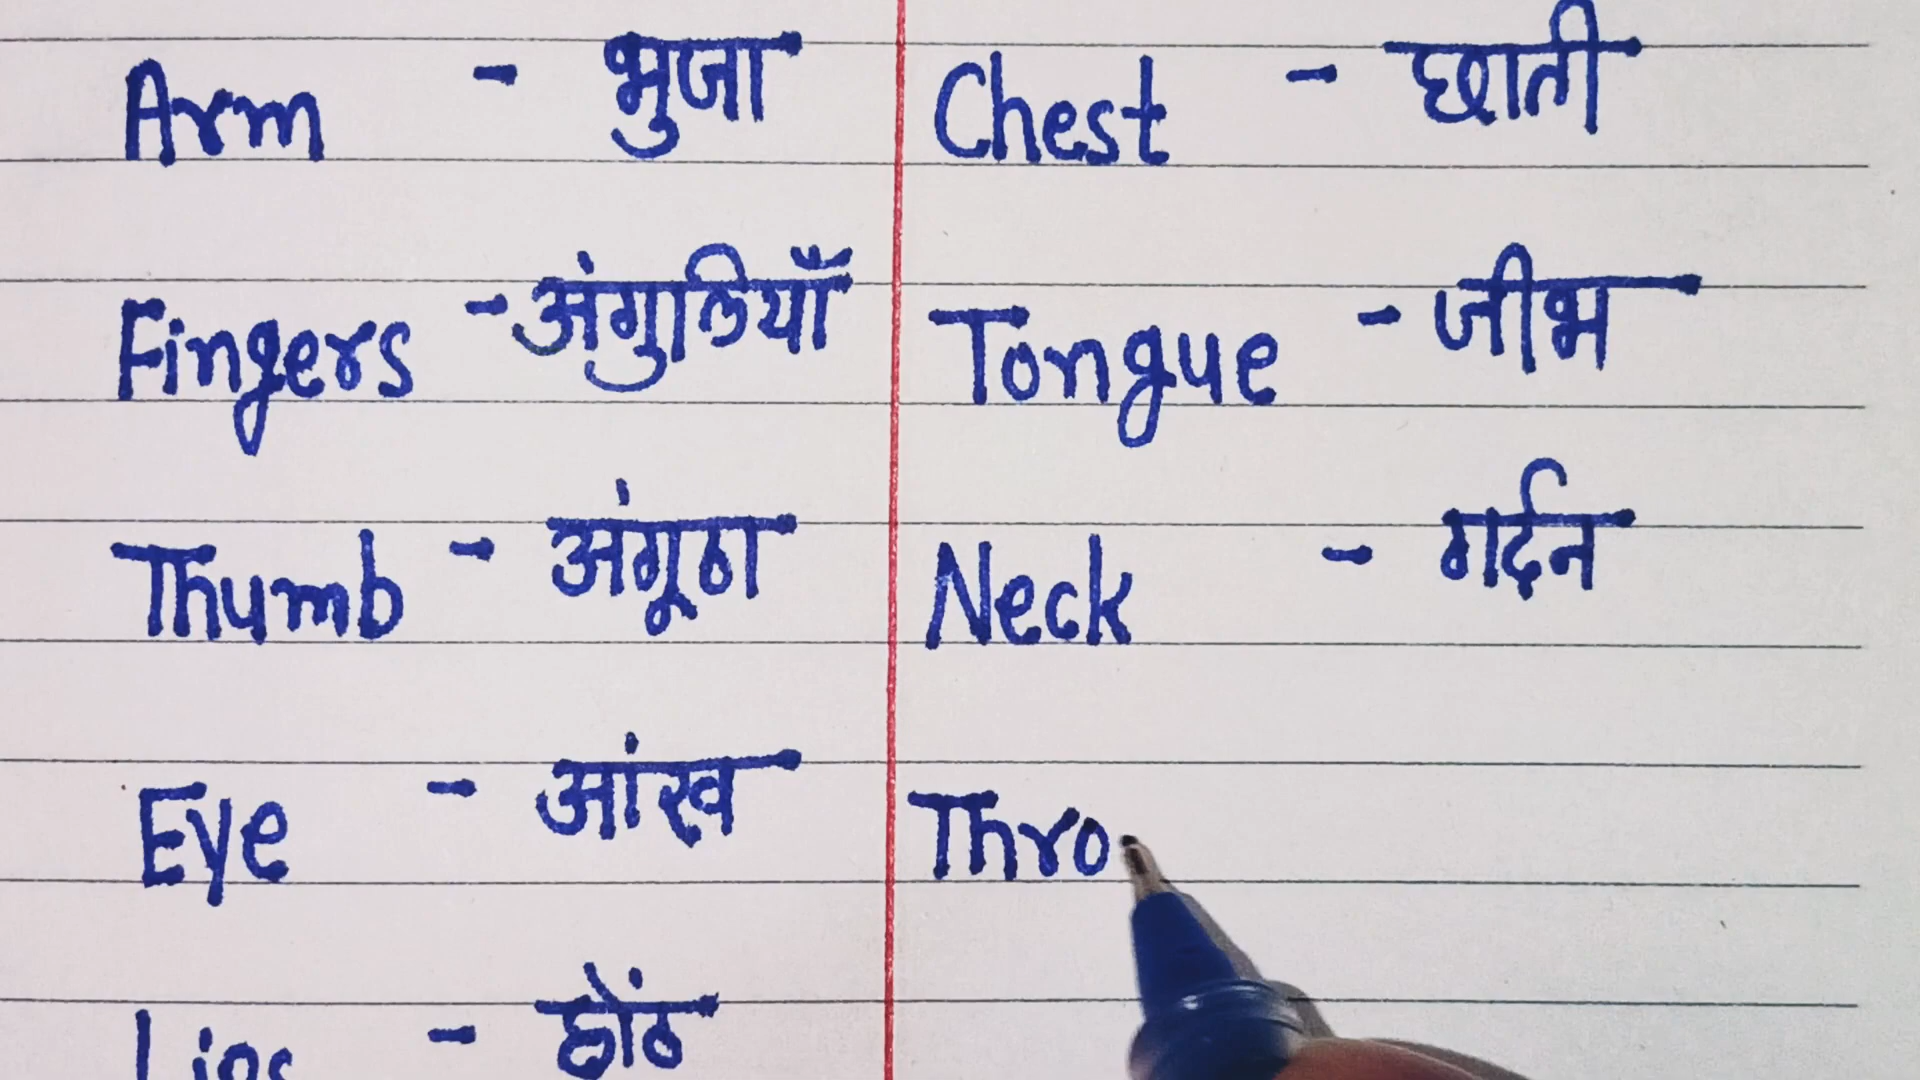 Arm - भुजा
Fingers - अंगुलियाँ
Thumb - अंगूठा
Eye - आंख
Lips - होंठ
Chest - छाती
Tongue - जीभ
Neck - गर्दन
Thro